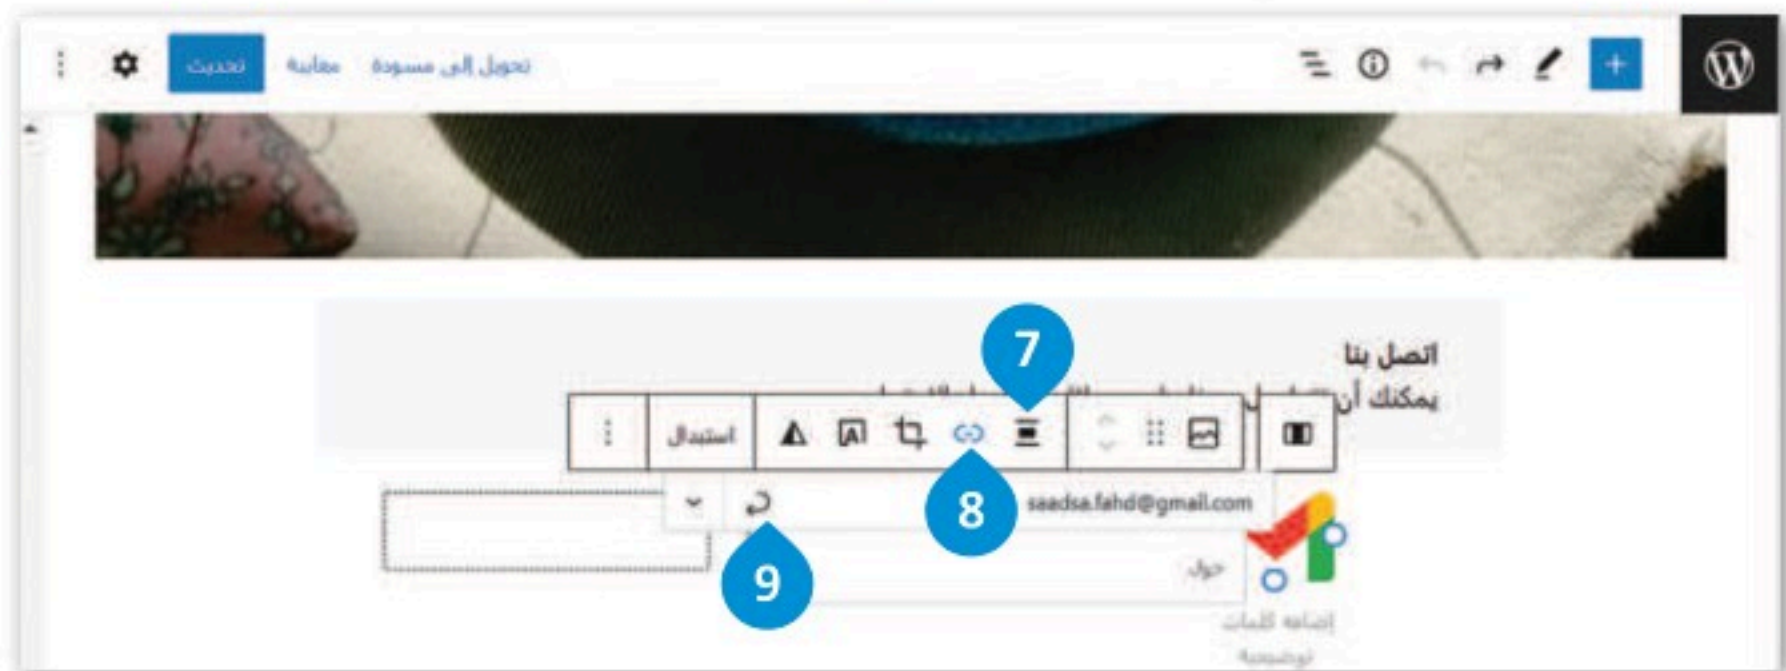 تحويل إلى مسودة
معاينة
تحديث
7
اتصل بنا
يمكنك أن
استبدال
8
saadsa.fahd@gmail.com
9
حول
إضافة كلمات
توضيحية